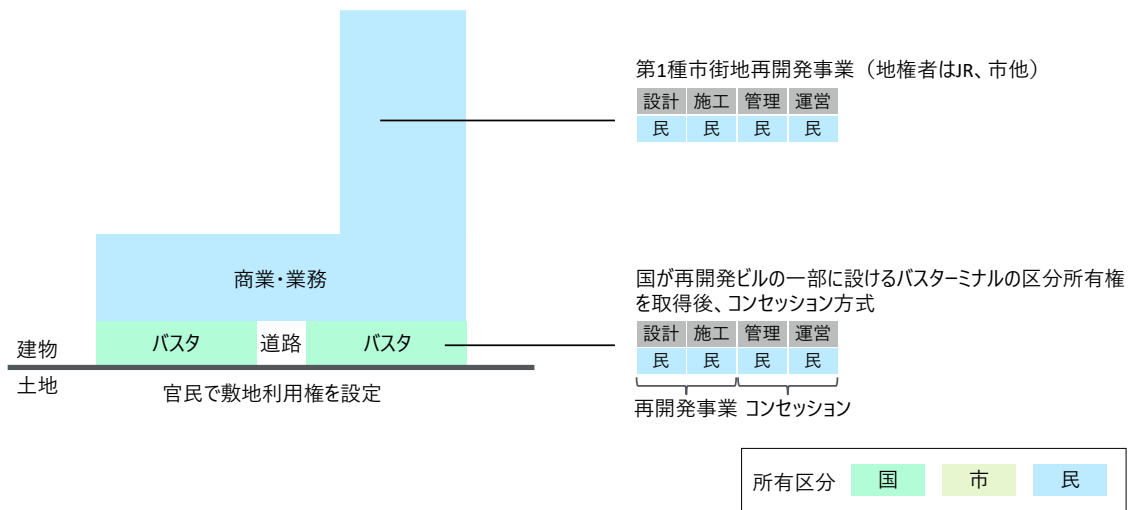 第1種市街地再開発事業（地権者はJR、市他）
設計 施工 管理 運営
民 民 民 民
商業・業務
国が再開発ビルの一部に設けるバスターミナルの区分所有権
を取得後、コンセッション方式
設計 施工 管理 運営
民 民 民 民
再開発事業 コンセッション
バスタ 道路 バスタ
建物
土地
官民で敷地利用権を設定
所有区分 国 市 民